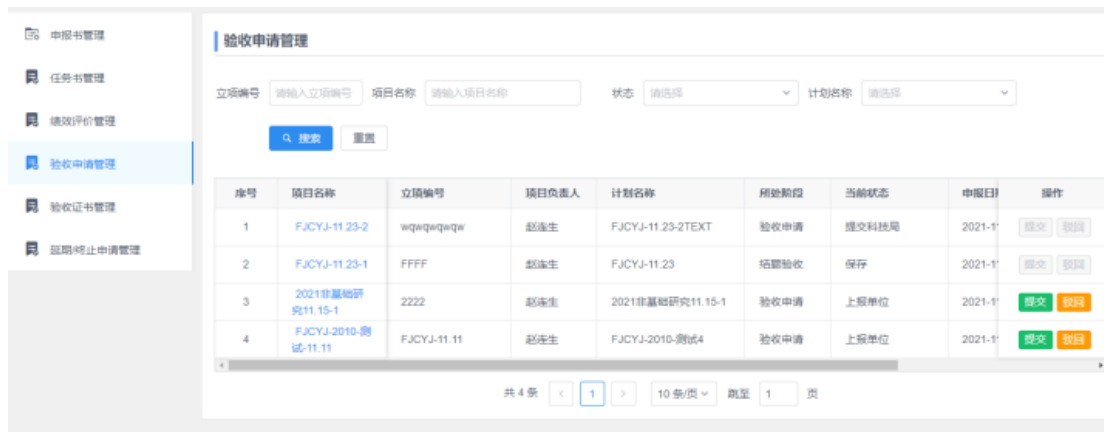 申报书管理
任务书管理
绩效评价管理
验收申请管理
验收证书管理
延期/终止申请管理
验收申请管理
立项编号 请输入立项编号 项目名称 请输入项目名称 状态 请选择 计划名称 请选择
搜索 重置
序号 项目名称 立项编号 项目负责人 计划名称 所处阶段 当前状态 申报日期 操作
1 FJCYJ-11.23-2 wqwqwqwqw 赵连生 FJCYJ-11.23-2TEXT 验收申请 提交科技局 2021-1 提交 驳回
2 FJCYJ-11.23-1 FFFF 赵连生 FJCYJ-11.23 结题验收 保存 2021-1 提交 驳回
3 2021非基础研究11.15-1 2222 赵连生 2021非基础研究11.15-1 验收申请 上报单位 2021-1 提交 驳回
4 FJCYJ-2010-测试-11.11 FJCYJ-11.11 赵连生 FJCYJ-2010-测试4 验收申请 上报单位 2021-1 提交 驳回
共 4 条 < 1 > 10 条/页 跳至 1 页